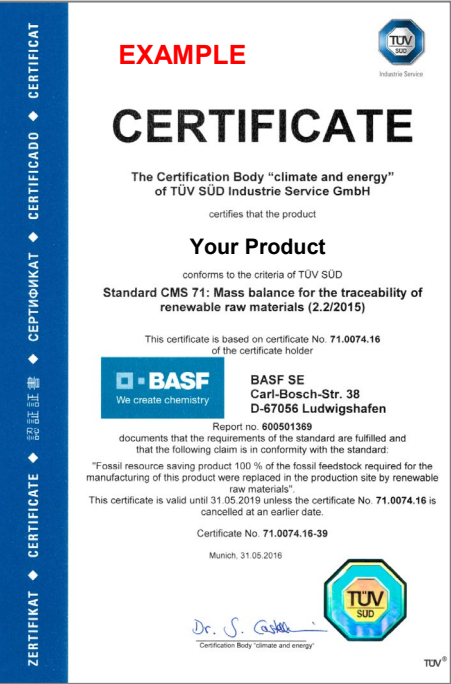 EXAMPLE
TÜV
SÜD
Industrie Service
CERTIFICATE
The Certification Body "climate and energy"
of TÜV SÜD Industrie Service GmbH
certifies that the product
Your Product
conforms to the criteria of TÜV SÜD
Standard CMS 71: Mass balance for the traceability of
renewable raw materials (2.2/2015)
This certificate is based on certificate No. 71.0074.16
of the certificate holder
BASF
We create chemistry
BASF SE
Carl-Bosch-Str. 38
D-67056 Ludwigshafen
Report no. 600501369
documents that the requirements of the standard are fulfilled and
that the following claim is in conformity with the standard:
"Fossil resource saving product 100 % of the fossil feedstock required for the
manufacturing of this product were replaced in the production site by renewable
raw materials".
This certificate is valid until 31.05.2019 unless the certificate No. 71.0074.16 is
cancelled at an earlier date.
Certificate No. 71.0074.16-39
Munich, 31.05.2016
TÜV
SÜD
Dr. S.
Certification Body "climate and energy"
TÜV®
ZERTIFIKAT ◆ CERTIFICATE ◆ 認証証書 ◆ СЕРТИФИКАТ ◆ CERTIFICADO ◆ CERTIFICAT